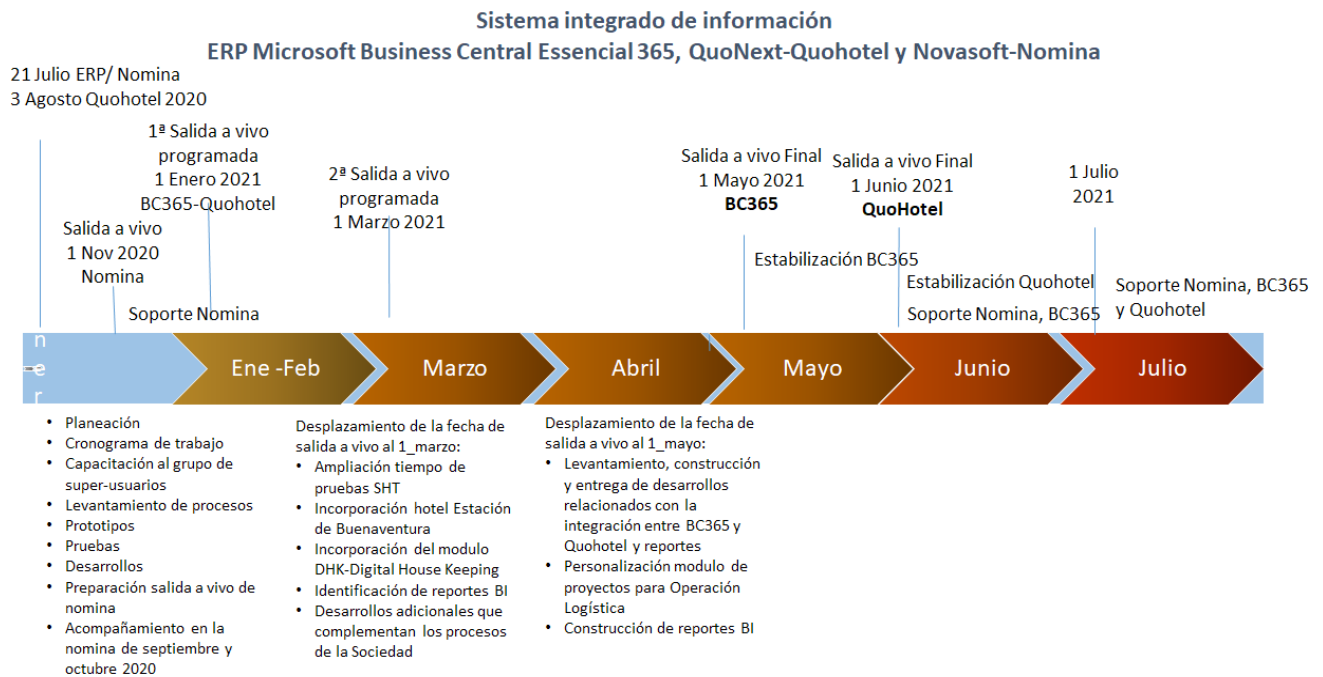 Sistema integrado de información
ERP Microsoft Business Central Essencial 365, QuoNext-Quohotel y Novasoft-Nomina
21 Julio ERP/ Nomina
3 Agosto Quohotel 2020
1ª Salida a vivo
programada
1 Enero 2021
BC365-Quohotel
Salida a vivo
1 Nov 2020
Nomina
Soporte Nomina
2ª Salida a vivo
programada
1 Marzo 2021
Salida a vivo Final
1 Mayo 2021
BC365
Estabilización BC365
Salida a vivo Final
1 Junio 2021
QuoHotel
Estabilización Quohotel
Soporte Nomina, BC365
1 Julio
2021
Soporte Nomina, BC365
y Quohotel
n
e
r
Ene -Feb
Marzo
Abril
Mayo
Junio
Julio
• Planeación
• Cronograma de trabajo
• Capacitación al grupo de
super-usuarios
• Levantamiento de procesos
• Prototipos
• Pruebas
• Desarrollos
• Preparación salida a vivo de
nomina
• Acompañamiento en la
nomina de septiembre y
octubre 2020
Desplazamiento de la fecha de
salida a vivo al 1_marzo:
• Ampliación tiempo de
pruebas SHT
• Incorporación hotel Estación
de Buenaventura
• Incorporación del modulo
DHK-Digital House Keeping
• Identificación de reportes BI
• Desarrollos adicionales que
complementan los procesos
de la Sociedad
Desplazamiento de la fecha de
salida a vivo al 1_mayo:
• Levantamiento, construcción
y entrega de desarrollos
relacionados con la
integración entre BC365 y
Quohotel y reportes
• Personalización modulo de
proyectos para Operación
Logística
• Construcción de reportes BI